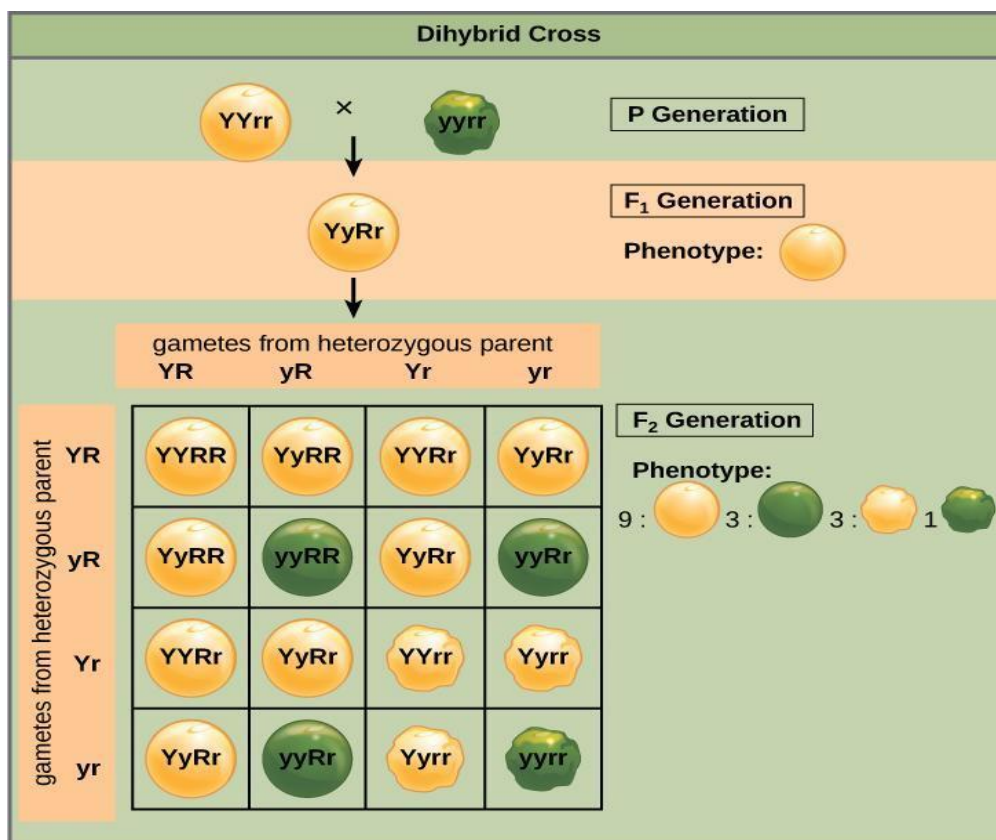 Dihybrid Cross
YYrr × yyrr
P Generation
YyRr
F₁ Generation
Phenotype:
gametes from heterozygous parent
YR yR Yr yr
gametes from heterozygous parent
YR YYRR YyRR YYRr YyRr
yR YyRR yyRR YyRr yyRr
Yr YYRr YyRr YYrr Yyrr
yr YyRr yyRr Yyrr yyrr
F₂ Generation
Phenotype:
9 : 3 : 3 : 1